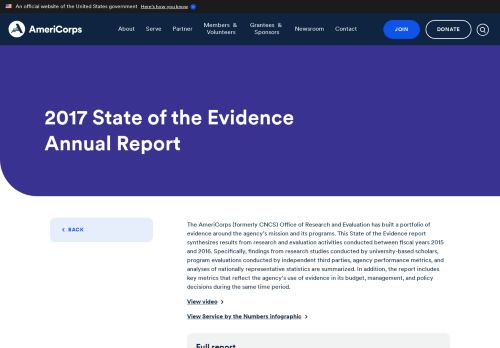 An official website of the United States government Here's how you know
AmeriCorps
About Serve Partner Members & Volunteers Grantees & Sponsors Newsroom Contact
JOIN DONATE
2017 State of the Evidence
Annual Report
BACK
The AmeriCorps (formerly CNCS) Office of Research and Evaluation has built a portfolio of
evidence around the agency's mission and its programs. This State of the Evidence report
synthesizes results from research and evaluation activities conducted between fiscal years 2015
and 2016. Specifically, findings from research studies conducted by university-based scholars,
program evaluations conducted by independent third parties, agency performance metrics, and
analyses of nationally representative statistics are summarized. In addition, the report includes
key metrics that reflect the agency's use of evidence in its budget, management, and policy
decisions during the same time period.
View video
View Service by the Numbers infographic
Full report